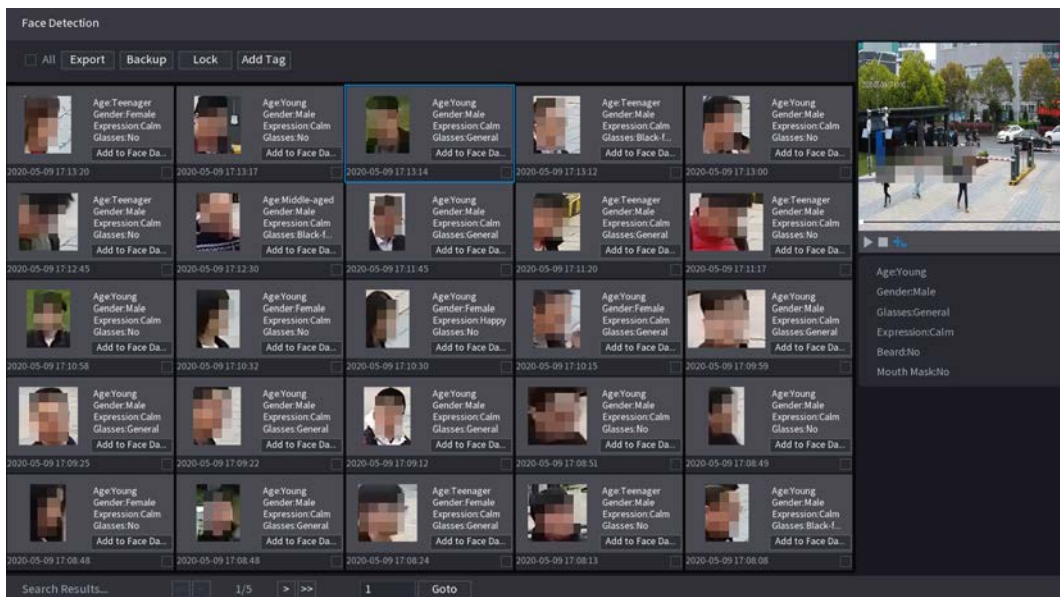 Face Detection
All Export Backup Lock Add Tag
Age:Teenager
Gender:Female
Expression:Calm
Glasses:No
Add to Face Da...
2020-05-09 17:13:20
Age:Young
Gender:Male
Expression:Calm
Glasses:No
Add to Face Da...
2020-05-09 17:13:17
Age:Young
Gender:Male
Expression:Calm
Glasses:General
Add to Face Da...
2020-05-09 17:13:14
Age:Teenager
Gender:Male
Expression:Calm
Glasses:Black-f...
Add to Face Da...
2020-05-09 17:13:12
Age:Young
Gender:Male
Expression:Calm
Glasses:No
Add to Face Da...
2020-05-09 17:13:00
Age:Teenager
Gender:Male
Expression:Calm
Glasses:No
Add to Face Da...
2020-05-09 17:12:45
Age:Middle-aged
Gender:Male
Expression:Calm
Glasses:Black-f...
Add to Face Da...
2020-05-09 17:12:30
Age:Young
Gender:Male
Expression:Calm
Glasses:General
Add to Face Da...
2020-05-09 17:11:45
Age:Teenager
Gender:Male
Expression:Calm
Glasses:General
Add to Face Da...
2020-05-09 17:11:20
Age:Teenager
Gender:Male
Expression:Calm
Glasses:No
Add to Face Da...
2020-05-09 17:11:17
Age:Young
Gender:Male
Expression:Calm
Glasses:No
Add to Face Da...
2020-05-09 17:10:58
Age:Young
Gender:Female
Expression:Calm
Glasses:No
Add to Face Da...
2020-05-09 17:10:32
Age:Young
Gender:Female
Expression:Happy
Glasses:No
Add to Face Da...
2020-05-09 17:10:30
Age:Young
Gender:Female
Expression:Calm
Glasses:General
Add to Face Da...
2020-05-09 17:10:15
Age:Young
Gender:Male
Expression:Calm
Glasses:General
Add to Face Da...
2020-05-09 17:09:59
Age:Young
Gender:Male
Expression:Calm
Glasses:General
Add to Face Da...
2020-05-09 17:09:25
Age:Young
Gender:Male
Expression:Calm
Glasses:General
Add to Face Da...
2020-05-09 17:09:22
Age:Young
Gender:Male
Expression:Calm
Glasses:General
Add to Face Da...
2020-05-09 17:09:12
Age:Young
Gender:Male
Expression:Calm
Glasses:No
Add to Face Da...
2020-05-09 17:08:51
Age:Young
Gender:Male
Expression:Calm
Glasses:No
Add to Face Da...
2020-05-09 17:08:49
Age:Young
Gender:Female
Expression:Calm
Glasses:No
Add to Face Da...
2020-05-09 17:08:48
Age:Young
Gender:Male
Expression:Calm
Glasses:General
Add to Face Da...
2020-05-09 17:08:48
Age:Teenager
Gender:Female
Expression:Calm
Glasses:General
Add to Face Da...
2020-05-09 17:08:24
Age:Teenager
Gender:Male
Expression:Calm
Glasses:No
Add to Face Da...
2020-05-09 17:08:13
Age:Young
Gender:Male
Expression:Calm
Glasses:Black-f...
Add to Face Da...
2020-05-09 17:08:08
Age:Young
Gender:Male
Glasses:General
Expression:Calm
Beard:No
Mouth Mask:No
Search Results... 1/5 > >> 1 Goto